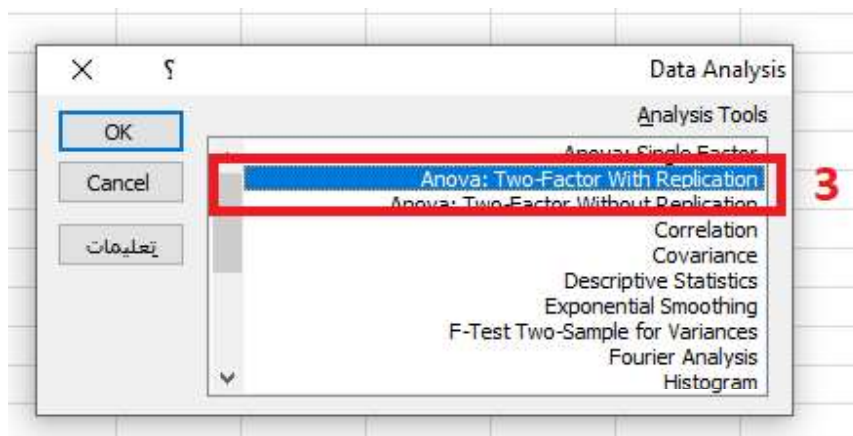 Data Analysis ؟
Analysis Tools
Anova: Single Factor
Anova: Two-Factor With Replication
Anova: Two-Factor Without Replication
Correlation
Covariance
Descriptive Statistics
Exponential Smoothing
F-Test Two-Sample for Variances
Fourier Analysis
Histogram
OK
Cancel
تعليمات
3